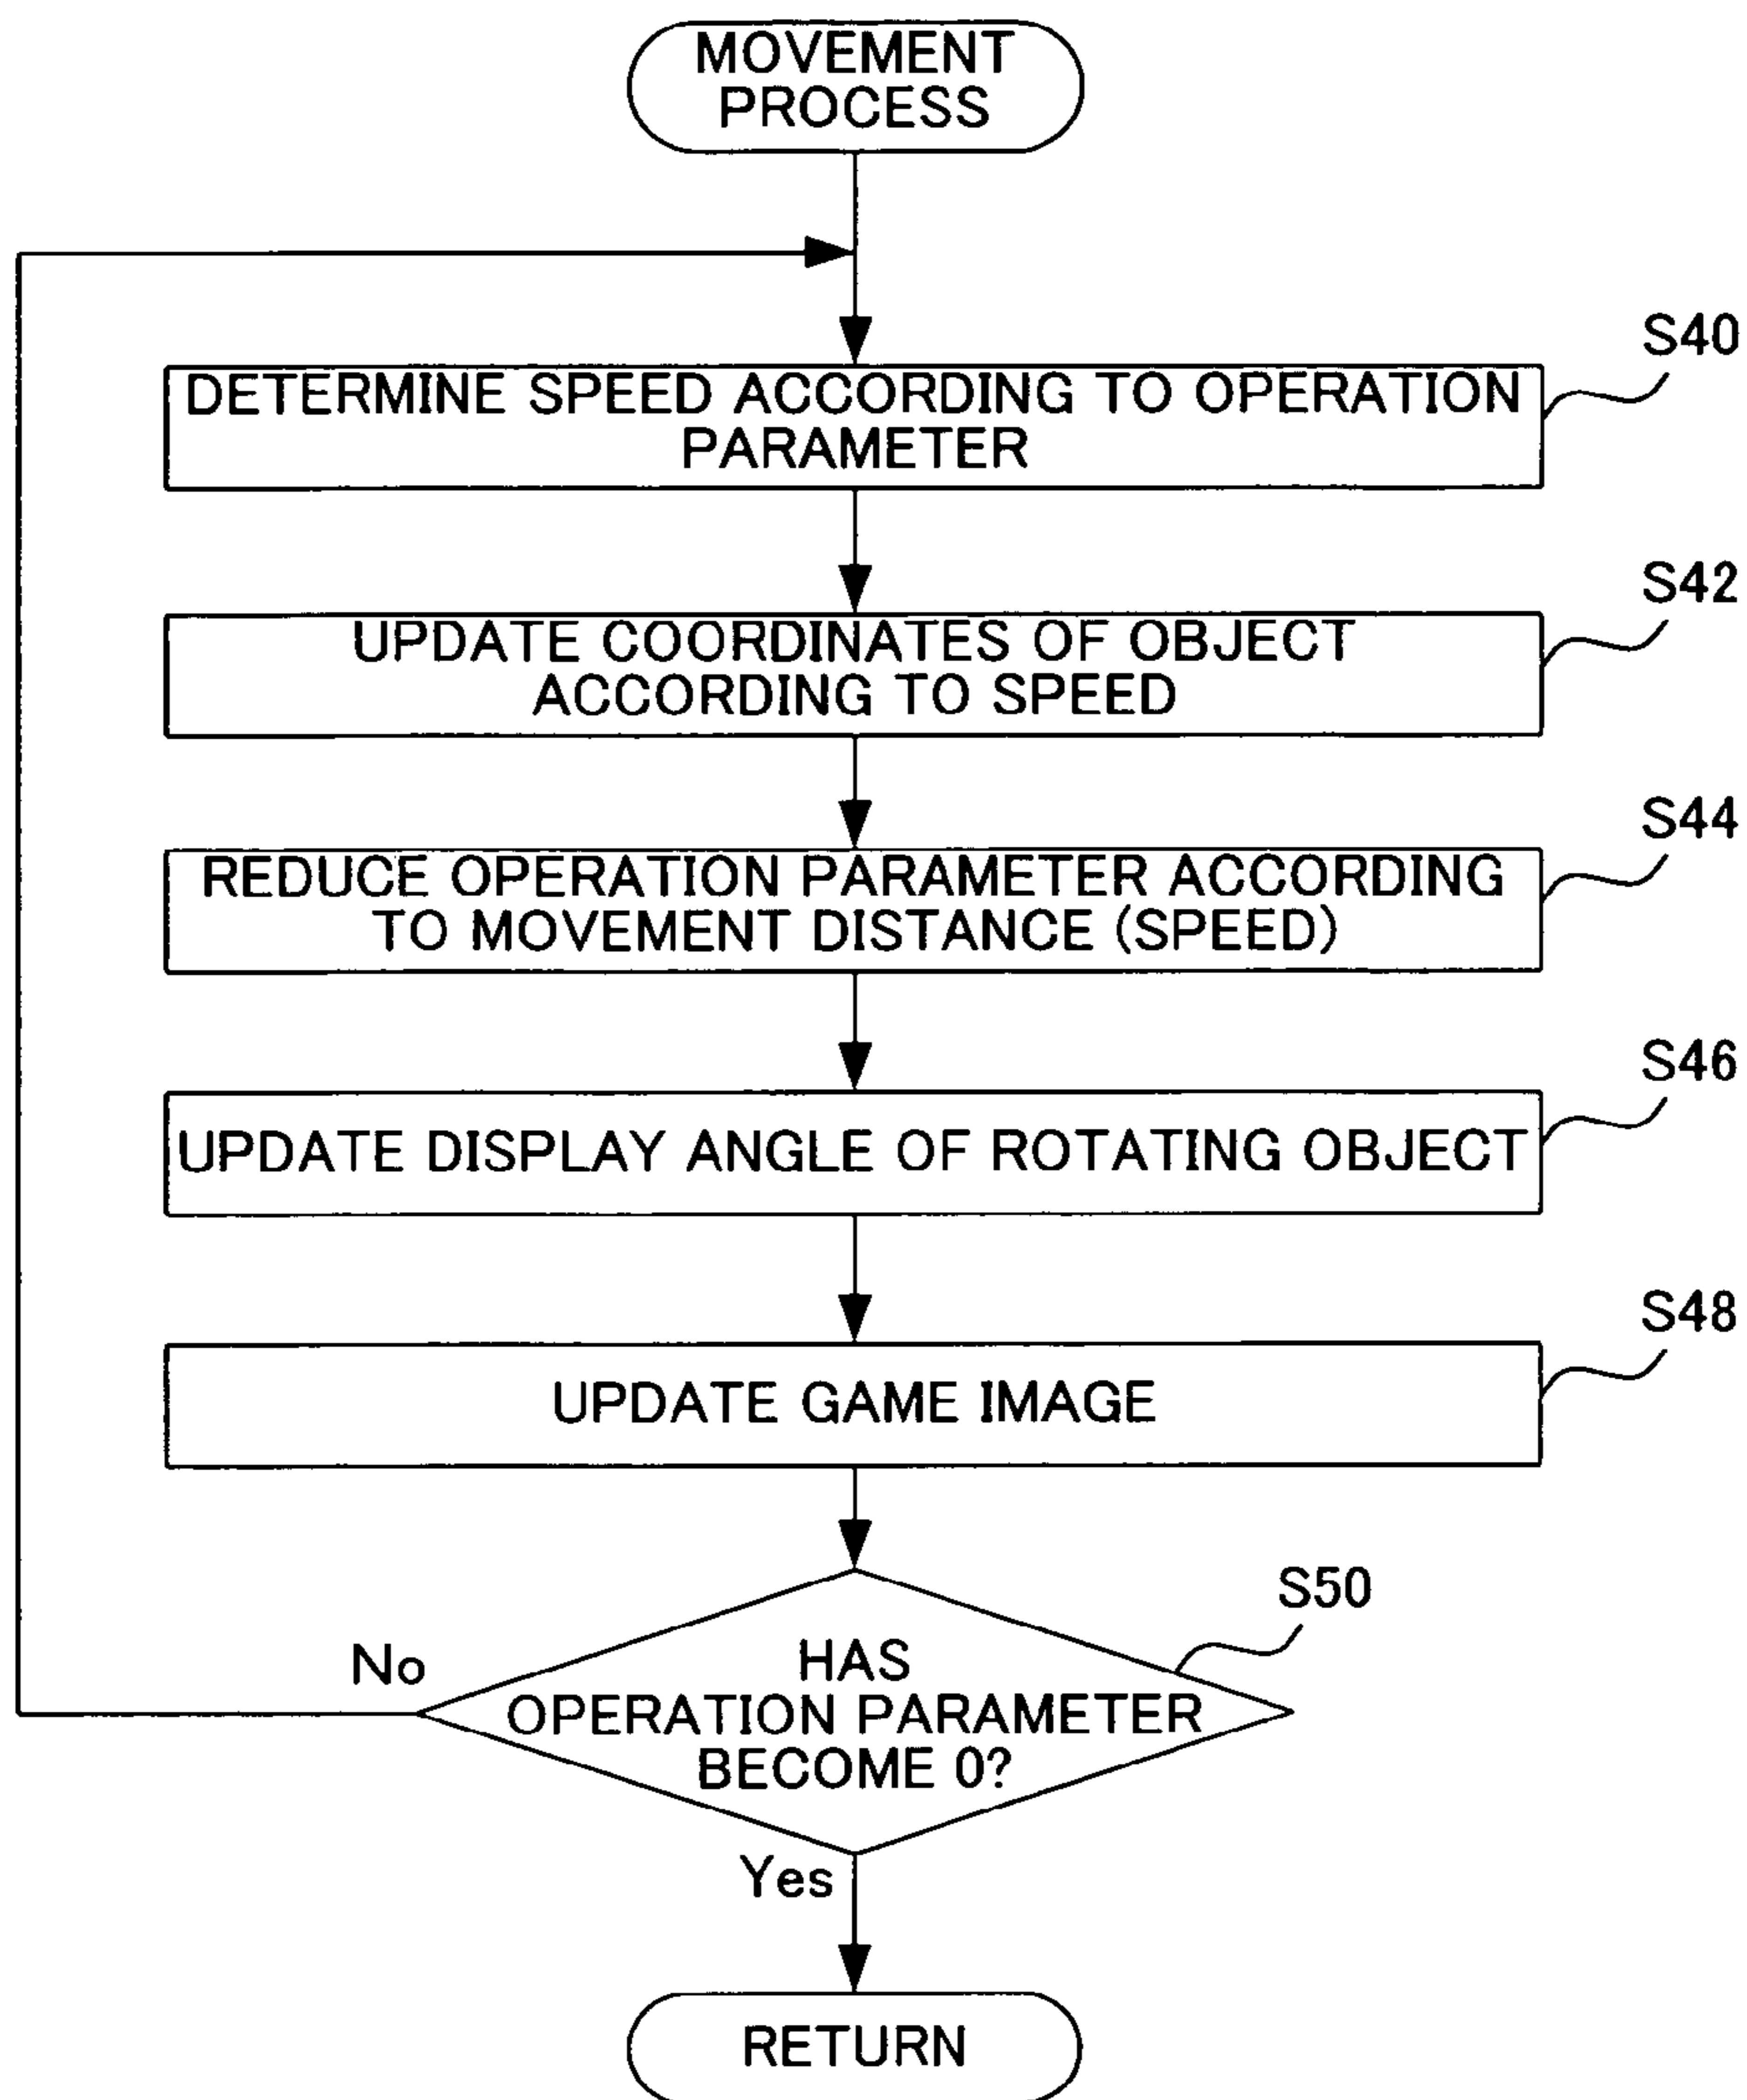 MOVEMENT
PROCESS
S40
DETERMINE SPEED ACCORDING TO OPERATION
PARAMETER
S42
UPDATE COORDINATES OF OBJECT
ACCORDING TO SPEED
S44
REDUCE OPERATION PARAMETER ACCORDING
TO MOVEMENT DISTANCE (SPEED)
S46
UPDATE DISPLAY ANGLE OF ROTATING OBJECT
S48
UPDATE GAME IMAGE
S50
No
HAS
OPERATION PARAMETER
BECOME 0?
Yes
RETURN